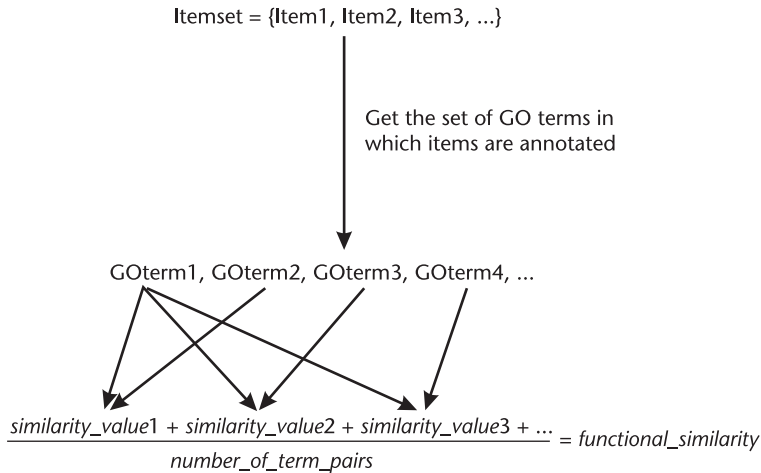 Itemset = {Item1, Item2, Item3, ...}
Get the set of GO terms in
which items are annotated
GOterm1, GOterm2, GOterm3, GOterm4, ...
similarity_value1 + similarity_value2 + similarity_value3 + ...
= functional_similarity
number_of_term_pairs